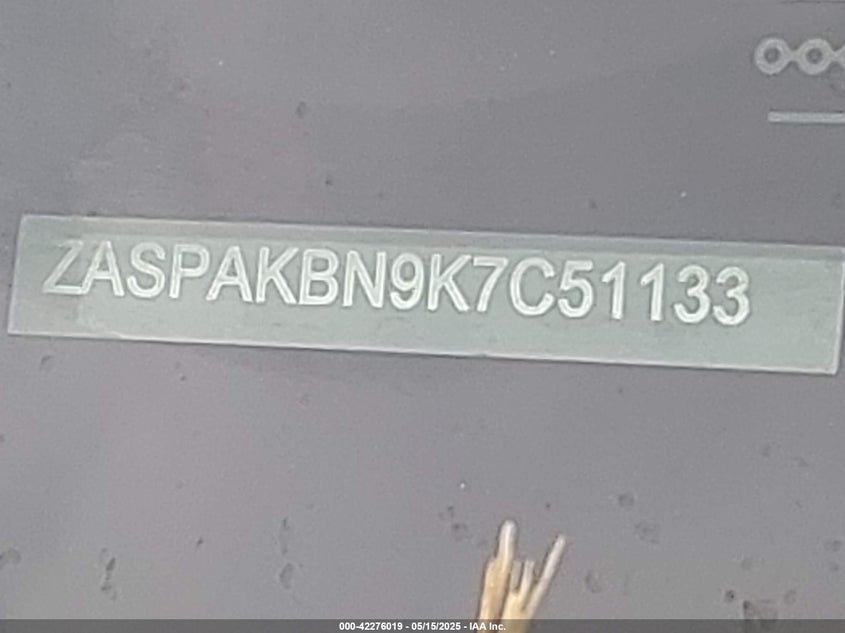 ZASPAKBN9K7C51133
000-42276019 - 05/15/2025 - IAA Inc.